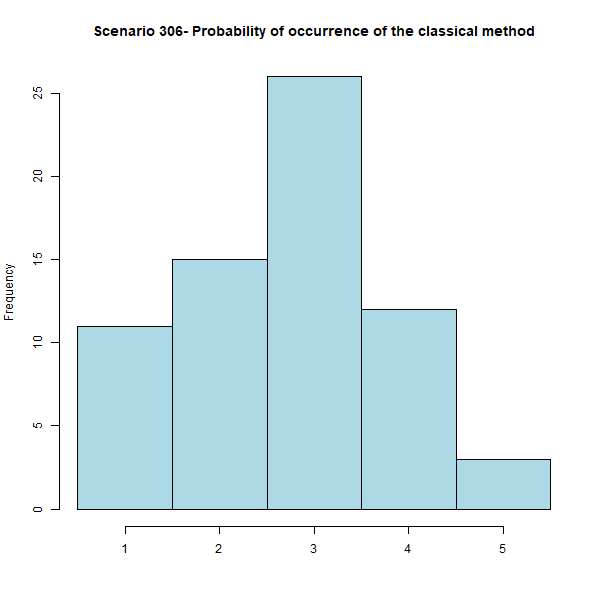 Scenario 306- Probability of occurrence of the classical method
Frequency
25
20
15
10
5
0
1 2 3 4 5